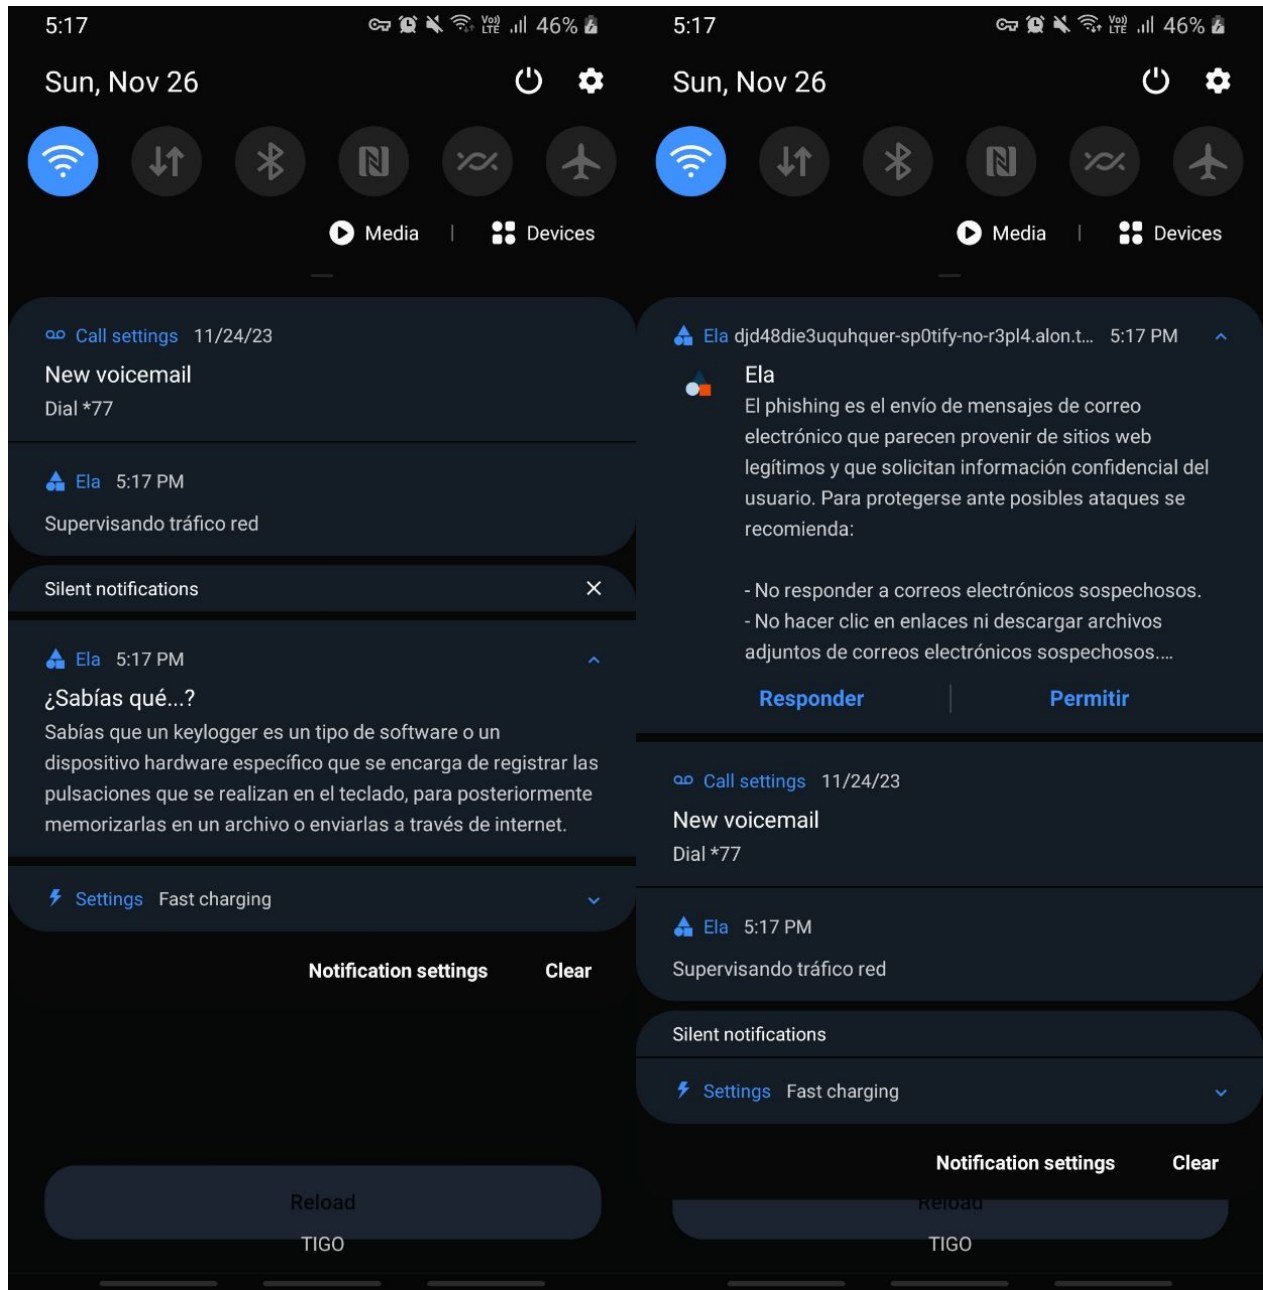 5:17
Vo))
LTE
46%
Sun, Nov 26
Media
Devices
Call settings 11/24/23
New voicemail
Dial *77
Ela 5:17 PM
Supervisando tráfico red
Silent notifications
Ela 5:17 PM
¿Sabías qué...?
Sabías que un keylogger es un tipo de software o un
dispositivo hardware específico que se encarga de registrar las
pulsaciones que se realizan en el teclado, para posteriormente
memorizarlas en un archivo o enviarlas a través de internet.
Settings Fast charging
Notification settings Clear
Reload
TIGO
5:17
Vo))
LTE
46%
Sun, Nov 26
Media
Devices
Ela djd48die3uquhquer-sp0tify-no-r3pl4.alon.t... 5:17 PM
Ela
El phishing es el envío de mensajes de correo
electrónico que parecen provenir de sitios web
legítimos y que solicitan información confidencial del
usuario. Para protegerse ante posibles ataques se
recomienda:
- No responder a correos electrónicos sospechosos.
- No hacer clic en enlaces ni descargar archivos
adjuntos de correos electrónicos sospechosos....
Responder Permitir
Call settings 11/24/23
New voicemail
Dial *77
Ela 5:17 PM
Supervisando tráfico red
Silent notifications
Settings Fast charging
Notification settings Clear
Reload
TIGO